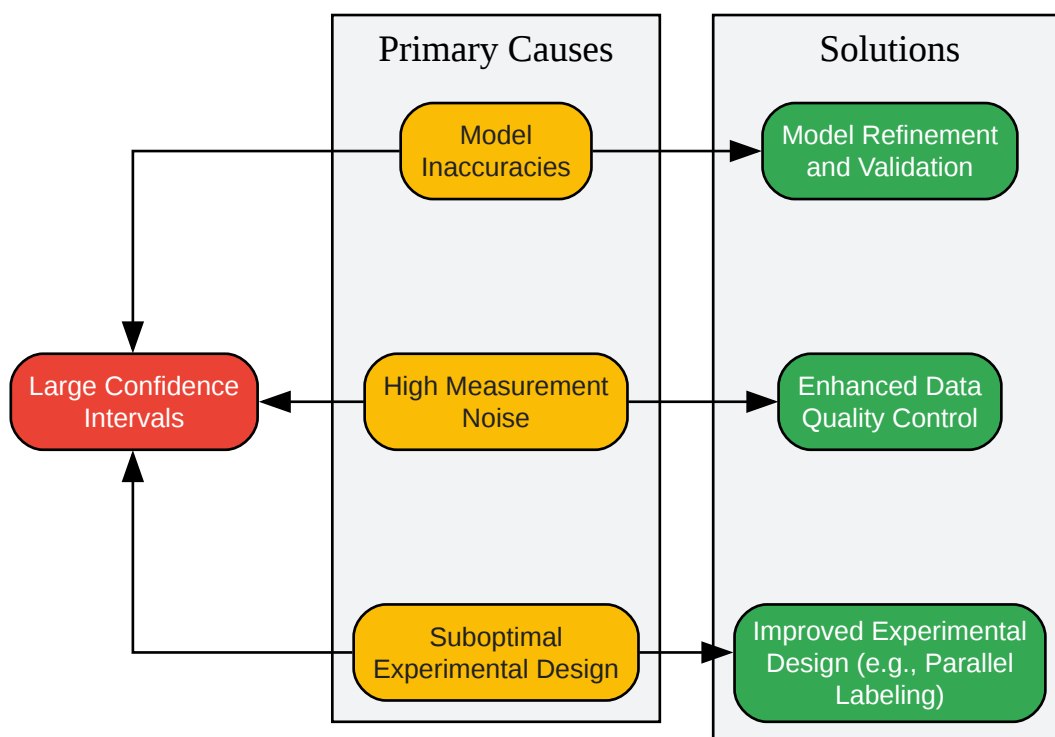 Primary Causes
Solutions
Model
Inaccuracies
Model Refinement
and Validation
Large Confidence
Intervals
High Measurement
Noise
Enhanced Data
Quality Control
Suboptimal
Experimental Design
Improved Experimental
Design (e.g., Parallel
Labeling)